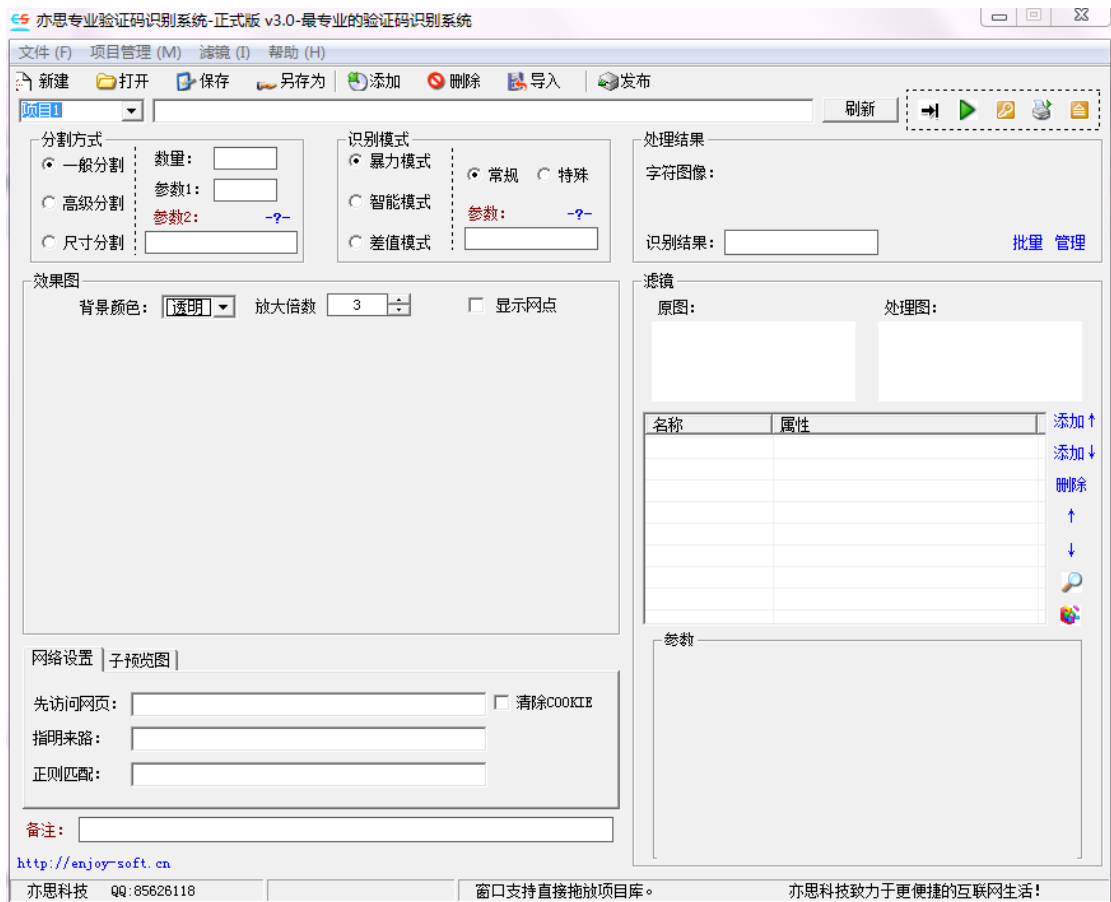 亦思专业验证码识别系统-正式版 v3.0-最专业的验证码识别系统
文件 (F) 项目管理 (M) 滤镜 (I) 帮助 (H)
新建 打开 保存 另存为 添加 删除 导入 发布
项目1 刷新
分割方式 识别模式 处理结果
一般分割 数量: 暴力模式 常规 特殊 字符图像:
高级分割 参数1: 智能模式
参数2: -?- 参数: -?-
尺寸分割 差值模式 识别结果: 批量 管理
效果图 滤镜
背景颜色: 透明 放大倍数 3 显示网点 原图: 处理图:
名称 属性 添加↑
添加↓
删除
↑
↓
参数
网络设置 子预览图
先访问网页: 清除COOKIE
指明来路:
正则匹配:
备注:
http://enjoy-soft.cn
亦思科技 QQ:85626118 窗口支持直接拖放项目库。 亦思科技致力于更便捷的互联网生活!